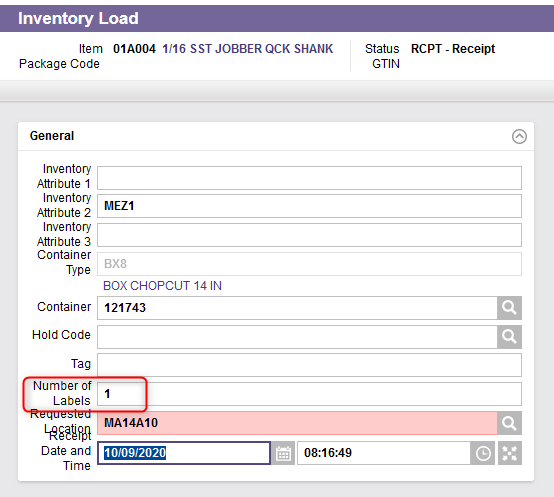 Inventory Load
Item 01A004 1/16 SST JOBBER QCK SHANK Status RCPT - Receipt
Package Code GTIN
General
Inventory
Attribute 1
Inventory
Attribute 2 MEZ1
Inventory
Attribute 3
Container
Type BX8
BOX CHOPCUT 14 IN
Container 121743
Hold Code
Tag
Number of
Labels 1
Requested
Location MA14A10
Receipt
Date and 10/09/2020 08:16:49
Time